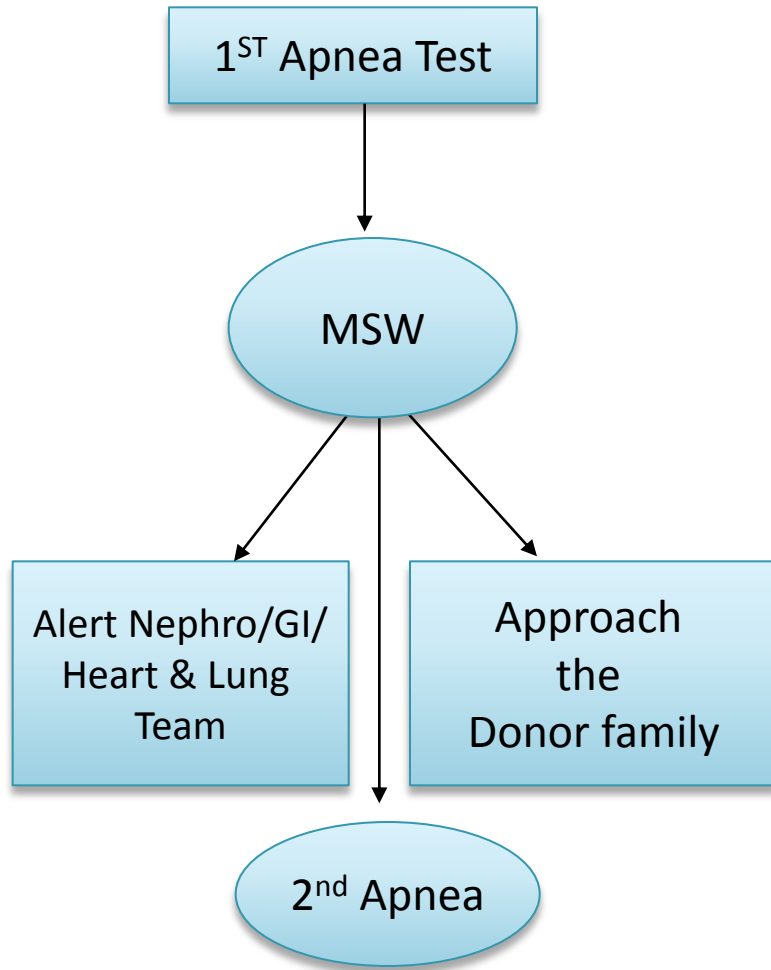 1ST Apnea Test
MSW
Alert Nephro/GI/
Heart & Lung
Team
Approach
the
Donor family
2nd Apnea